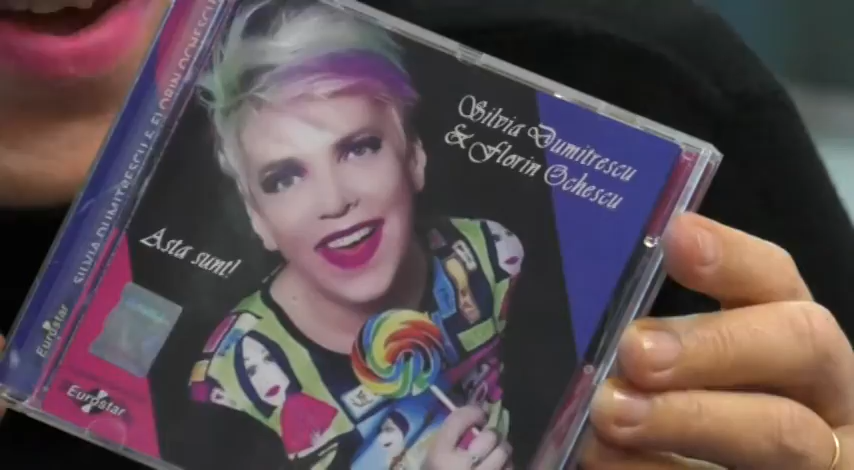 Silvia Dumitrescu
& Florin Ochescu
Asta sunt!
SILVIA DUMITRESCU & FLORIN OCHESCU
Eurostar
Eurostar